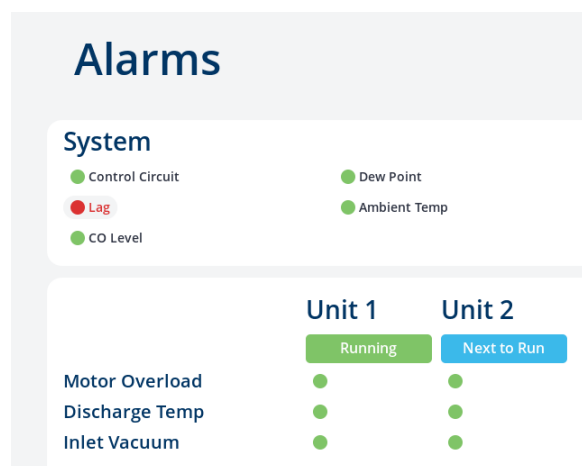 Alarms
System
Control Circuit
Dew Point
Lag
Ambient Temp
CO Level
Unit 1
Unit 2
Running
Next to Run
Motor Overload
Discharge Temp
Inlet Vacuum